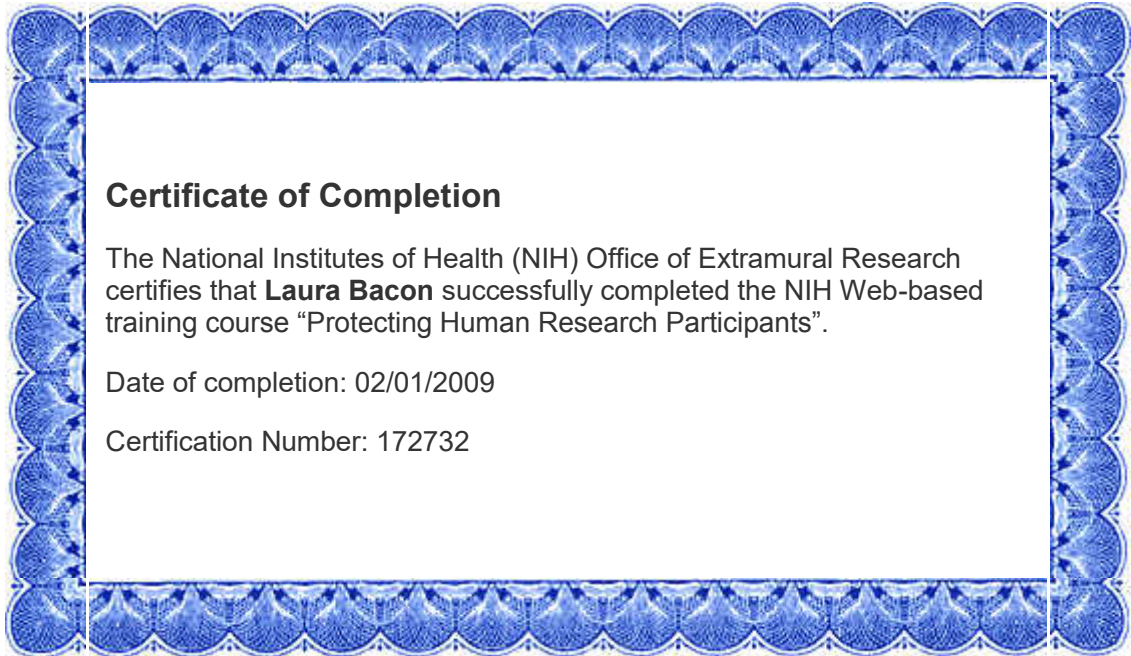 Certificate of Completion
The National Institutes of Health (NIH) Office of Extramural Research
certifies that Laura Bacon successfully completed the NIH Web-based
training course “Protecting Human Research Participants”.
Date of completion: 02/01/2009
Certification Number: 172732